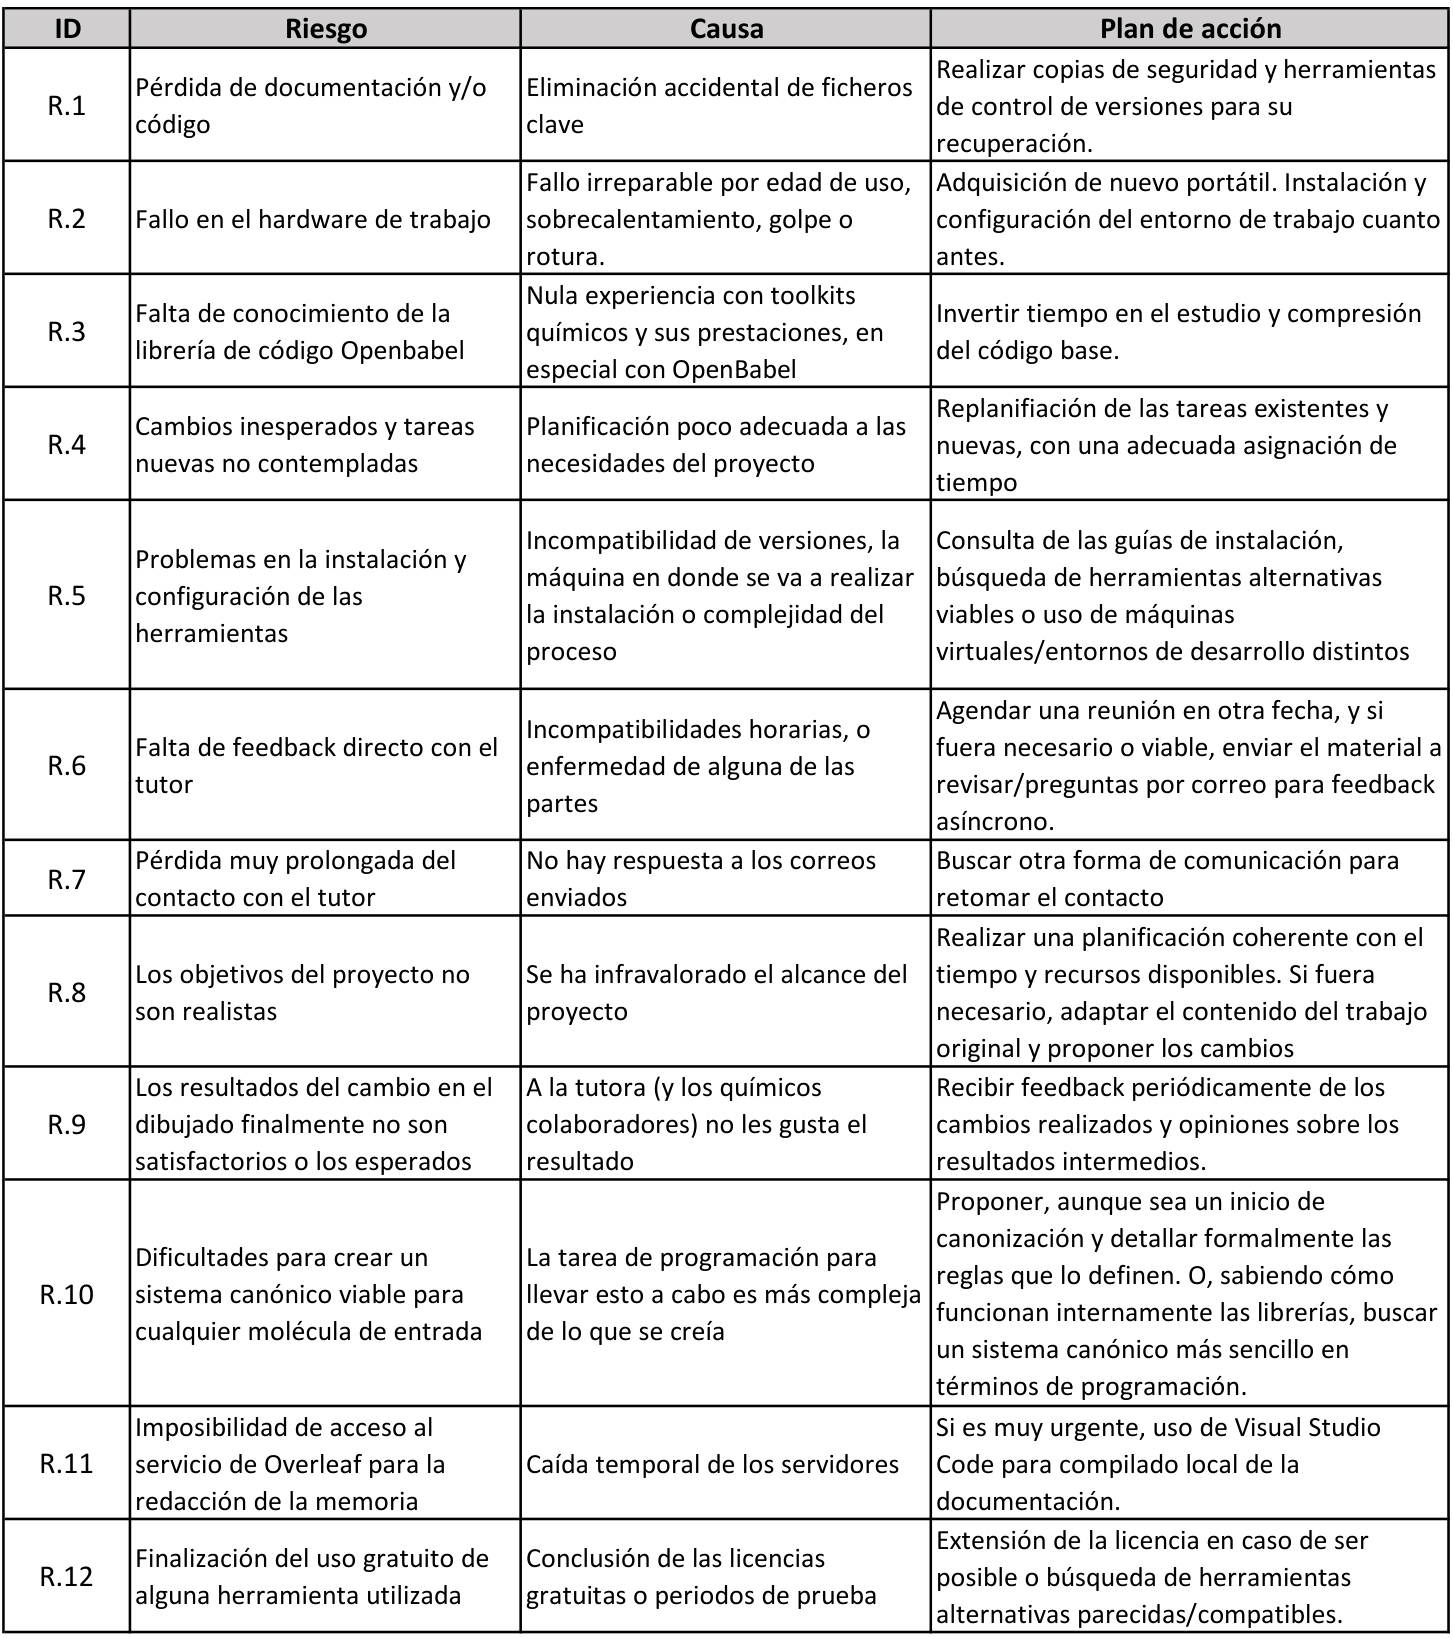 ID Riesgo Causa Plan de acción
R.1
Pérdida de documentación y/o
código
Eliminación accidental de ficheros
clave
Realizar copias de seguridad y herramientas
de control de versiones para su
recuperación.
R.2
Fallo en el hardware de trabajo
Fallo irreparable por edad de uso,
sobrecalentamiento, golpe o
rotura.
Adquisición de nuevo portátil. Instalación y
configuración del entorno de trabajo cuanto
antes.
R.3
Falta de conocimiento de la
librería de código Openbabel
Nula experiencia con toolkits
químicos y sus prestaciones, en
especial con OpenBabel
Invertir tiempo en el estudio y compresión
del código base.
R.4
Cambios inesperados y tareas
nuevas no contempladas
Planificación poco adecuada a las
necesidades del proyecto
Replanifiación de las tareas existentes y
nuevas, con una adecuada asignación de
tiempo
R.5
Problemas en la instalación y
configuración de las
herramientas
Incompatibilidad de versiones, la
máquina en donde se va a realizar
la instalación o complejidad del
proceso
Consulta de las guías de instalación,
búsqueda de herramientas alternativas
viables o uso de máquinas
virtuales/entornos de desarrollo distintos
R.6
Falta de feedback directo con el
tutor
Incompatibilidades horarias, o
enfermedad de alguna de las
partes
Agendar una reunión en otra fecha, y si
fuera necesario o viable, enviar el material a
revisar/preguntas por correo para feedback
asíncrono.
R.7
Pérdida muy prolongada del
contacto con el tutor
No hay respuesta a los correos
enviados
Buscar otra forma de comunicación para
retomar el contacto
R.8
Los objetivos del proyecto no
son realistas
Se ha infravalorado el alcance del
proyecto
Realizar una planificación coherente con el
tiempo y recursos disponibles. Si fuera
necesario, adaptar el contenido del trabajo
original y proponer los cambios
R.9
Los resultados del cambio en el
dibujado finalmente no son
satisfactorios o los esperados
A la tutora (y los químicos
colaboradores) no les gusta el
resultado
Recibir feedback periódicamente de los
cambios realizados y opiniones sobre los
resultados intermedios.
R.10
Dificultades para crear un
sistema canónico viable para
cualquier molécula de entrada
La tarea de programación para
llevar esto a cabo es más compleja
de lo que se creía
Proponer, aunque sea un inicio de
canonización y detallar formalmente las
reglas que lo definen. O, sabiendo cómo
funcionan internamente las librerías, buscar
un sistema canónico más sencillo en
términos de programación.
R.11
Imposibilidad de acceso al
servicio de Overleaf para la
redacción de la memoria
Caída temporal de los servidores
Si es muy urgente, uso de Visual Studio
Code para compilado local de la
documentación.
R.12
Finalización del uso gratuito de
alguna herramienta utilizada
Conclusión de las licencias
gratuitas o periodos de prueba
Extensión de la licencia en caso de ser
posible o búsqueda de herramientas
alternativas parecidas/compatibles.